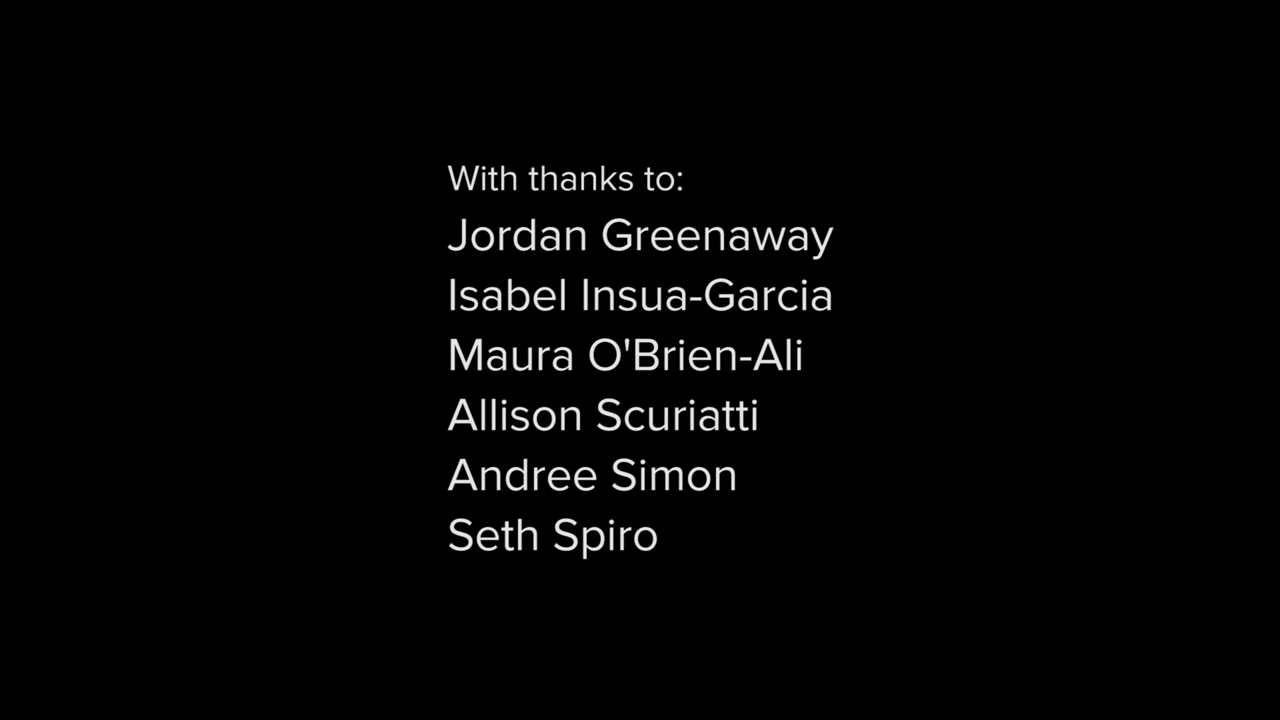 With thanks to:
Jordan Greenaway
Isabel Insua-Garcia
Maura O'Brien-Ali
Allison Scuriatti
Andree Simon
Seth Spiro